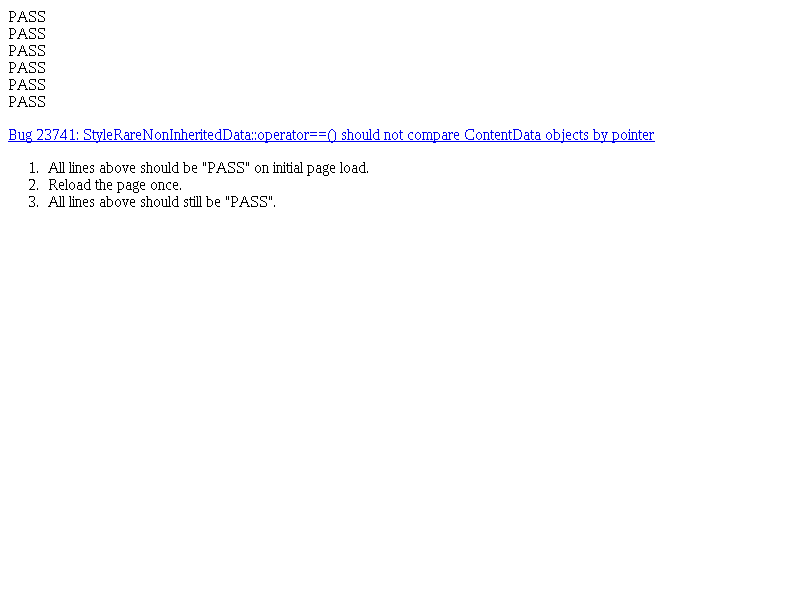 PASS
PASS
PASS
PASS
PASS
PASS
Bug 23741: StyleRareNonInheritedData::operator==() should not compare ContentData objects by pointer
1. All lines above should be "PASS" on initial page load.
2. Reload the page once.
3. All lines above should still be "PASS".